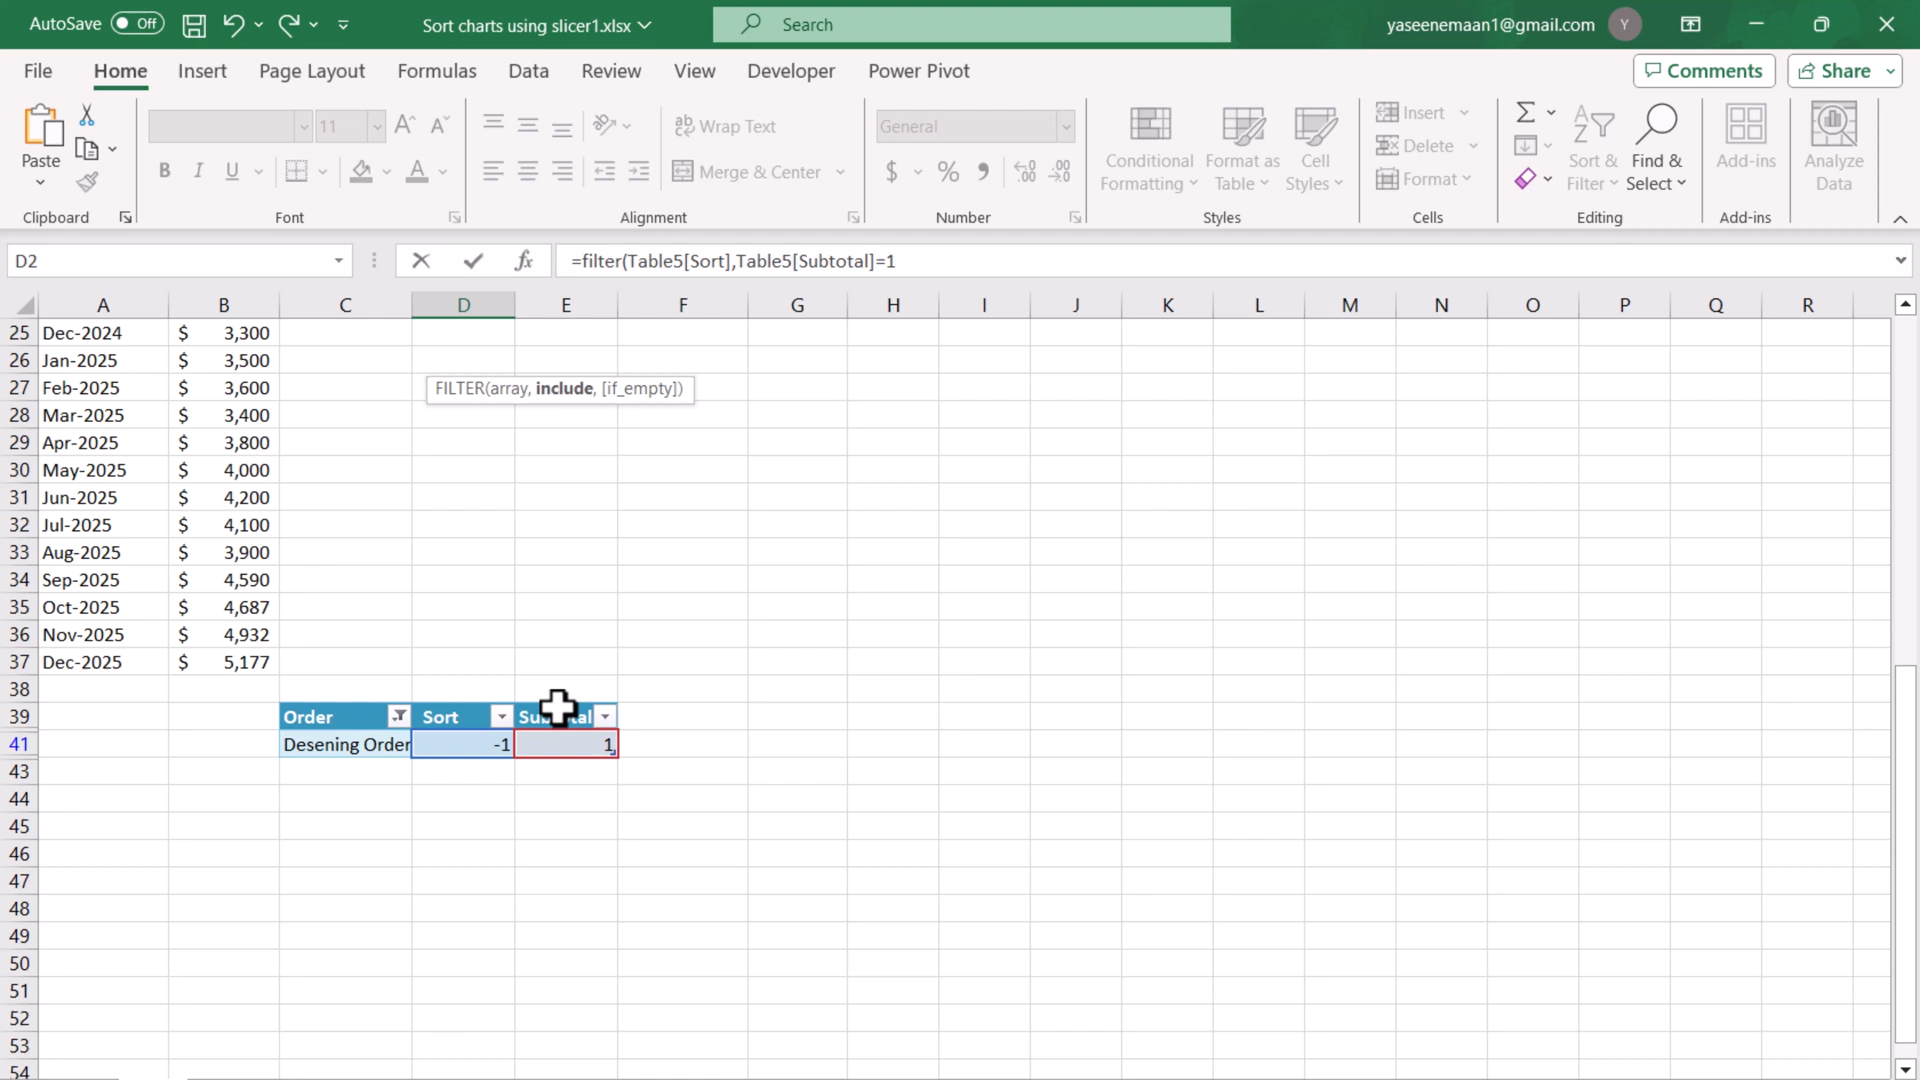 AutoSave Off Sort charts using slicer1.xlsx Search yaseenemaan1@gmail.com Y
File Home Insert Page Layout Formulas Data Review View Developer Power Pivot Comments Share
Paste
11 A A
B I U A
ab Wrap Text
Merge & Center
General
$ % 9 .00
Conditional Formatting
Format as Table
Cell Styles
Insert
Delete
Format
Sort & Filter
Find & Select
Add-ins
Analyze Data
Clipboard Font Alignment Number Styles Cells Editing Add-ins
D2 fx =filter(Table5[Sort],Table5[Subtotal]=1
A B C D E F G H I J K L M N O P Q R
25 Dec-2024 $ 3,300
26 Jan-2025 $ 3,500
27 Feb-2025 $ 3,600 FILTER(array, include, [if_empty])
28 Mar-2025 $ 3,400
29 Apr-2025 $ 3,800
30 May-2025 $ 4,000
31 Jun-2025 $ 4,200
32 Jul-2025 $ 4,100
33 Aug-2025 $ 3,900
34 Sep-2025 $ 4,590
35 Oct-2025 $ 4,687
36 Nov-2025 $ 4,932
37 Dec-2025 $ 5,177
38
39 Order Sort
41 Desening Order -1 1
43
44
45
46
47
48
49
50
51
52
53
54